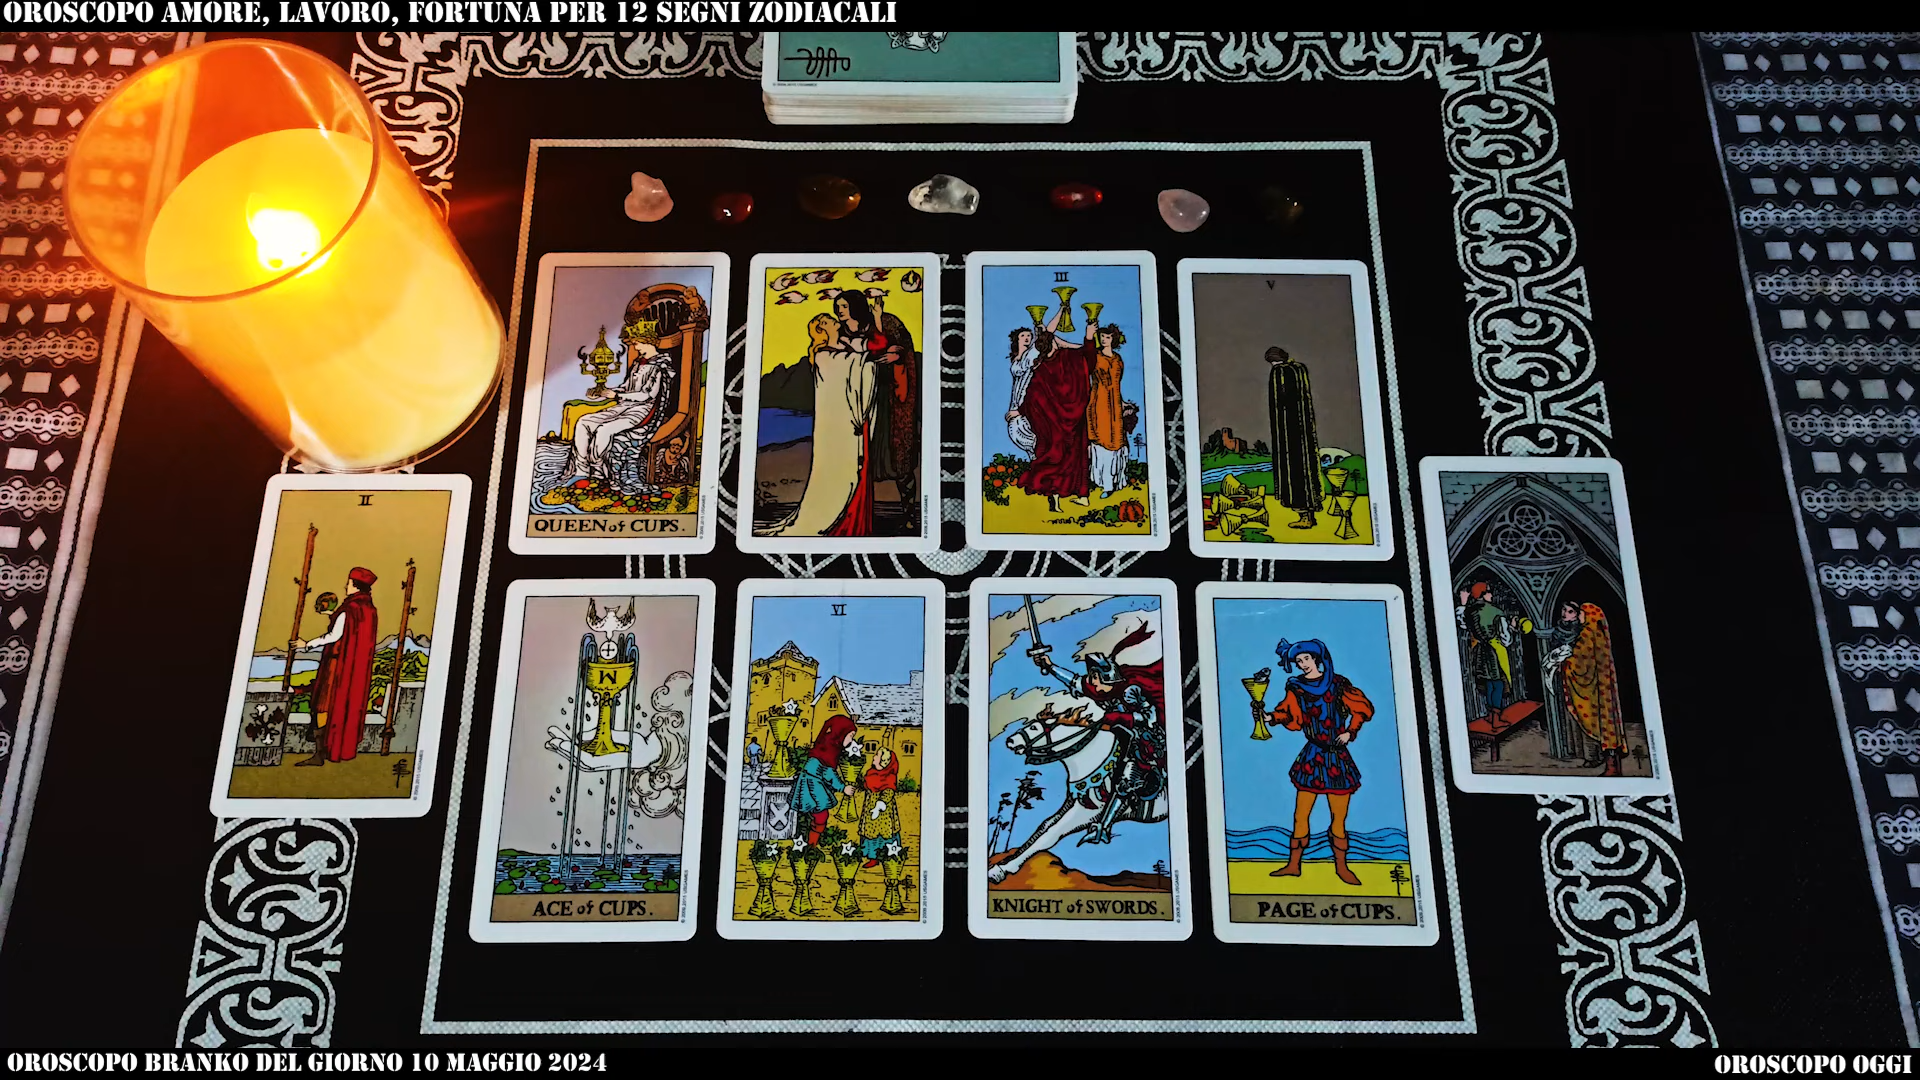 OROSCOPO AMORE, LAVORO, FORTUNA PER 12 SEGNI ZODIACALI
III
V
QUEEN of CUPS.
II
VI
ACE of CUPS.
KNIGHT of SWORDS.
PAGE of CUPS.
OROSCOPO BRANKO DEL GIORNO 10 MAGGIO 2024
OROSCOPO OGGI